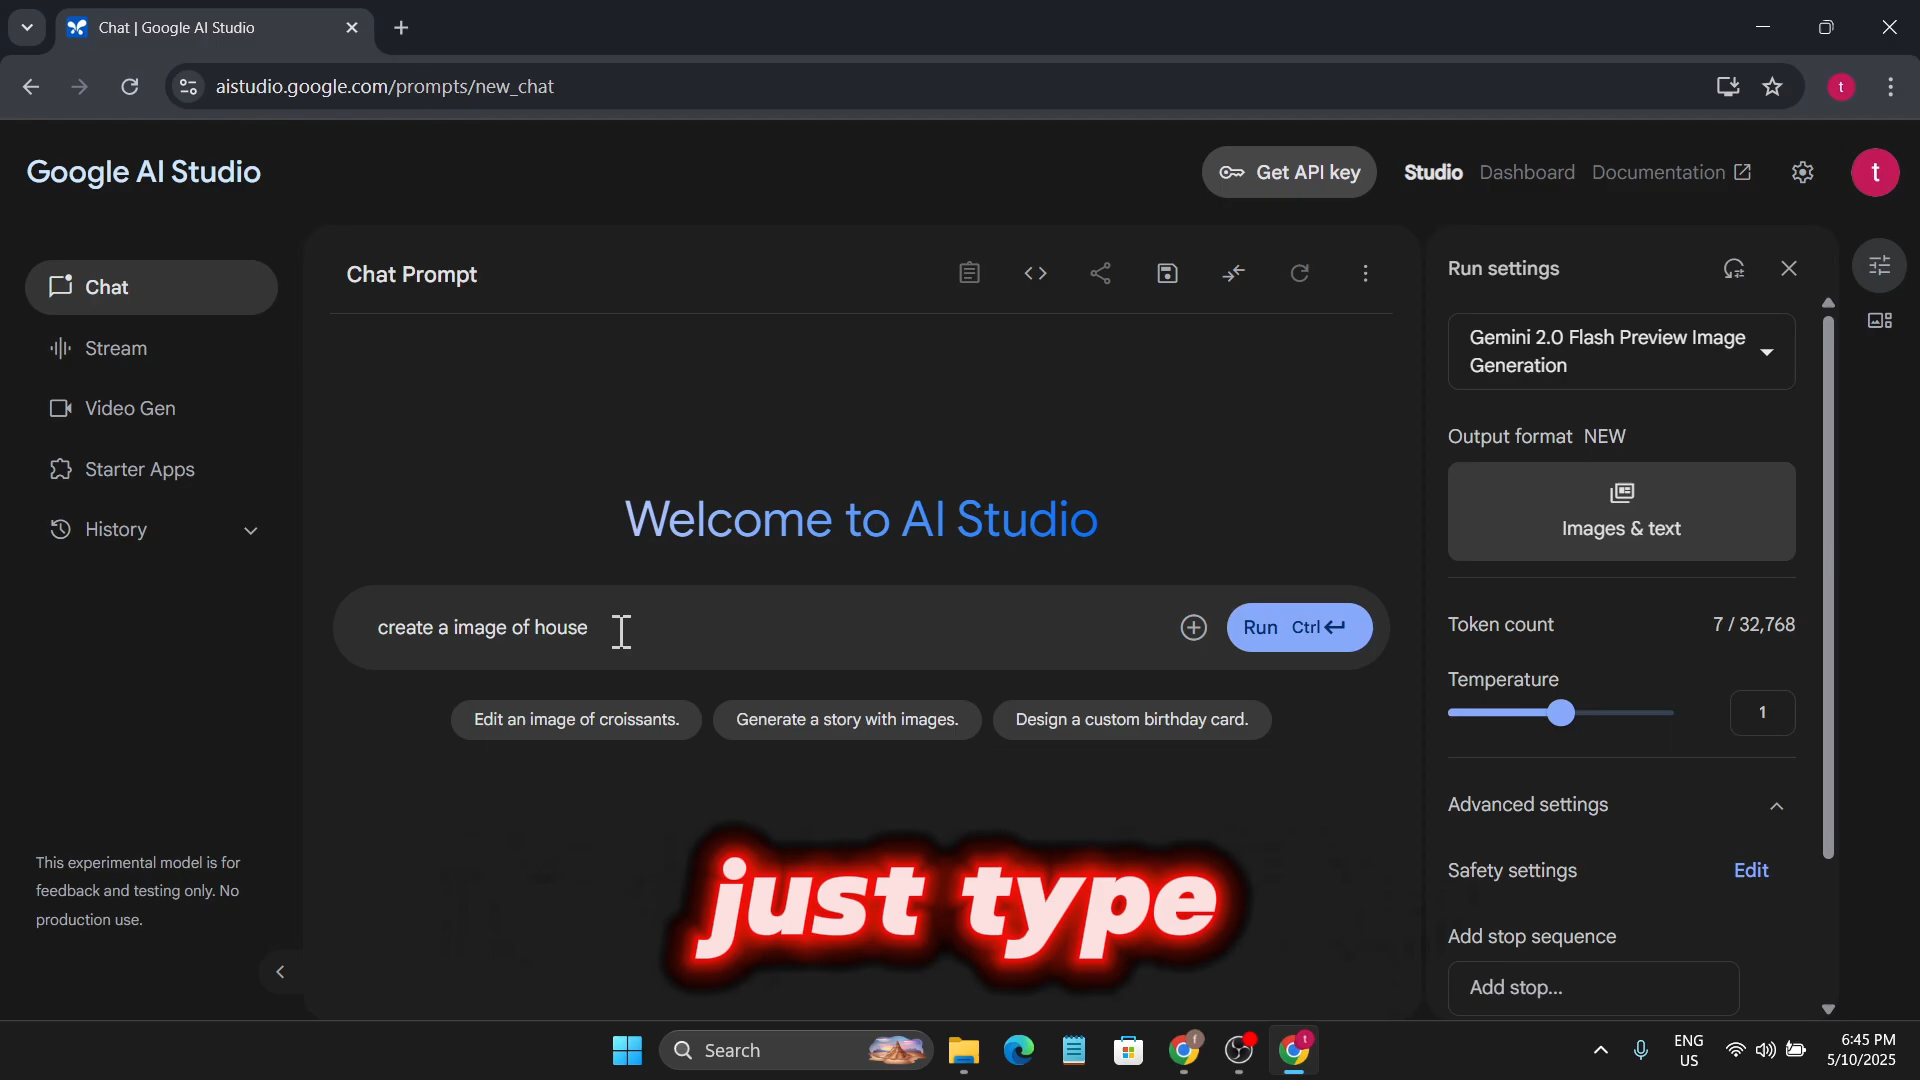 Chat | Google AI Studio
aistudio.google.com/prompts/new_chat
t
Google AI Studio
Get API key
Studio
Dashboard
Documentation
t
Chat
Stream
Video Gen
Starter Apps
History
This experimental model is for
feedback and testing only. No
production use.
Chat Prompt
Welcome to AI Studio
create a image of house
Run Ctrl
Edit an image of croissants.
Generate a story with images.
Design a custom birthday card.
just type
Run settings
Gemini 2.0 Flash Preview Image
Generation
Output format NEW
Images & text
Token count 7 / 32,768
Temperature
1
Advanced settings
Safety settings Edit
Add stop sequence
Add stop...
Search
f
t
ENG
US
6:45 PM
5/10/2025